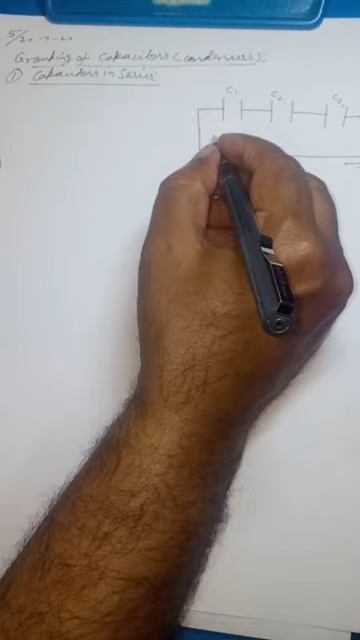 Grouping of Capacitors (Condensers):
① Capacitors in Series
C₁ C₂ C₃